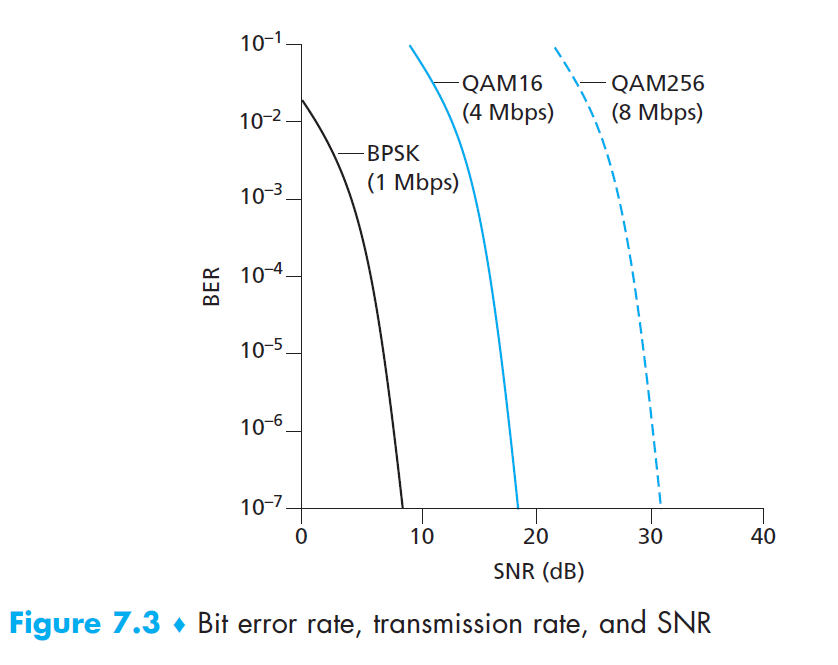 10⁻¹
10⁻²
10⁻³
10⁻⁴
10⁻⁵
10⁻⁶
10⁻⁷
BER
QAM16
(4 Mbps)
QAM256
(8 Mbps)
BPSK
(1 Mbps)
0 10 20 30 40
SNR (dB)
Figure 7.3 ♦ Bit error rate, transmission rate, and SNR